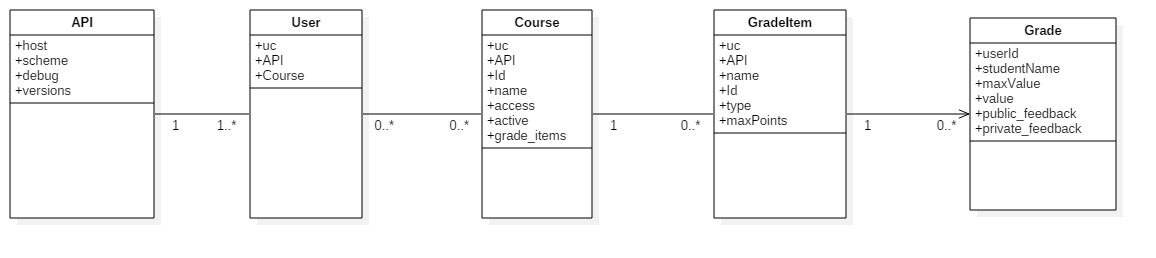 API
+host
+scheme
+debug
+versions
1
1..*
User
+uc
+API
+Course
0..*
0..*
Course
+uc
+API
+Id
+name
+access
+active
+grade_items
1
0..*
GradeItem
+uc
+API
+name
+Id
+type
+maxPoints
1
0..*
Grade
+userId
+studentName
+maxValue
+value
+public_feedback
+private_feedback